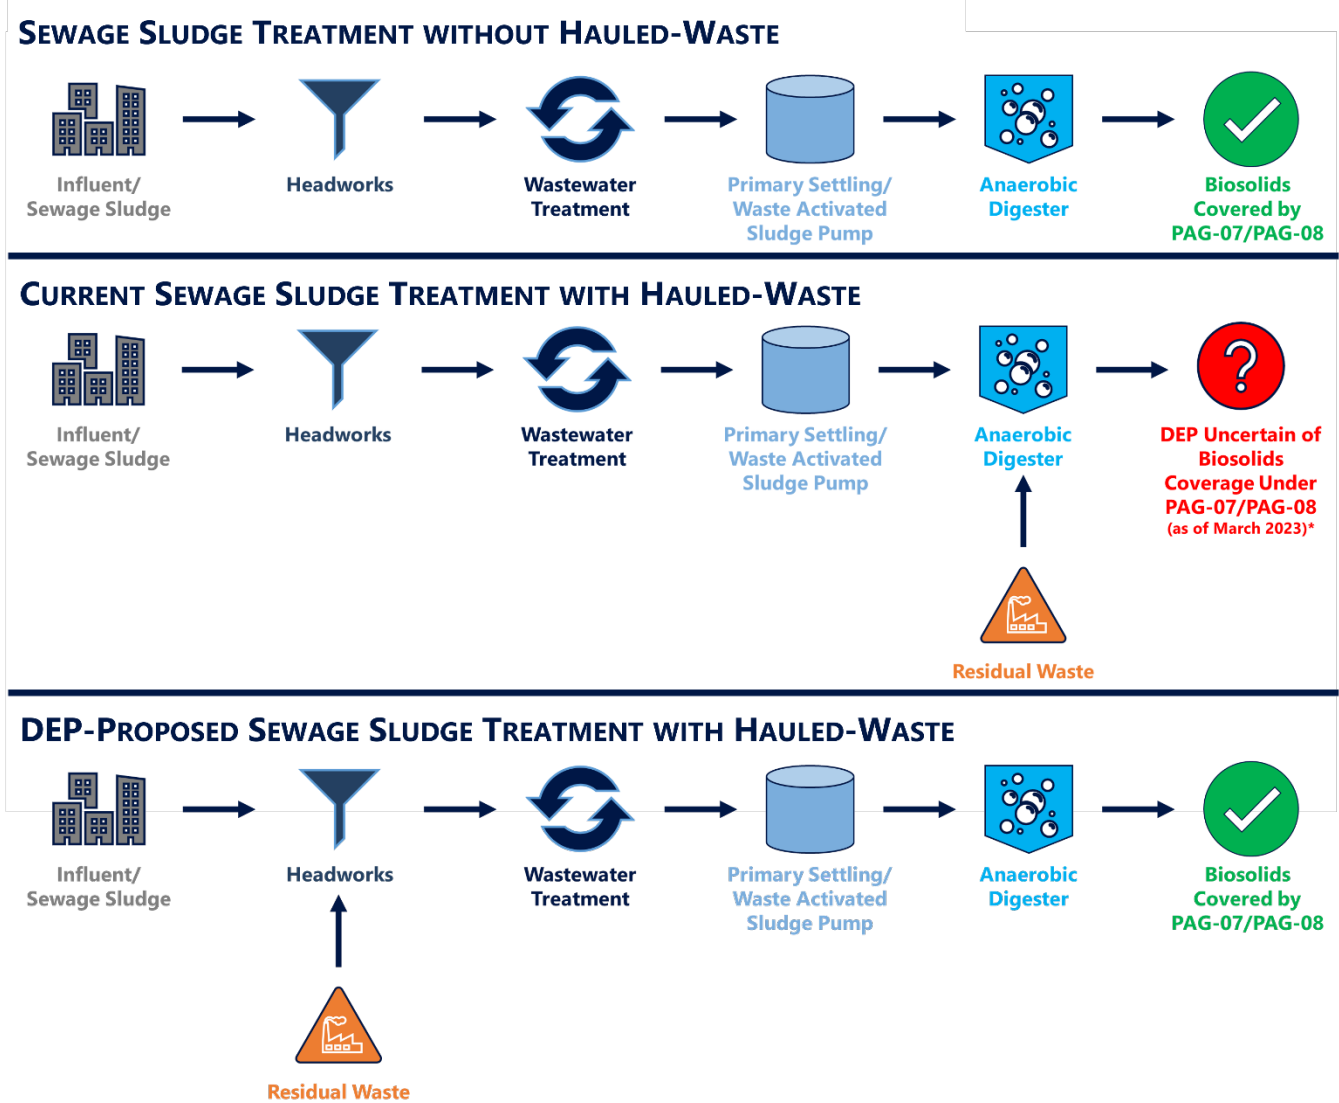 SEWAGE SLUDGE TREATMENT WITHOUT HAULED-WASTE
Influent/
Sewage Sludge
Headworks
Wastewater
Treatment
Primary Settling/
Waste Activated
Sludge Pump
Anaerobic
Digester
Biosolids
Covered by
PAG-07/PAG-08
CURRENT SEWAGE SLUDGE TREATMENT WITH HAULED-WASTE
Influent/
Sewage Sludge
Headworks
Wastewater
Treatment
Primary Settling/
Waste Activated
Sludge Pump
Anaerobic
Digester
?
DEP Uncertain of
Biosolids
Coverage Under
PAG-07/PAG-08
(as of March 2023)*
Residual Waste
DEP-PROPOSED SEWAGE SLUDGE TREATMENT WITH HAULED-WASTE
Influent/
Sewage Sludge
Headworks
Wastewater
Treatment
Primary Settling/
Waste Activated
Sludge Pump
Anaerobic
Digester
Biosolids
Covered by
PAG-07/PAG-08
Residual Waste